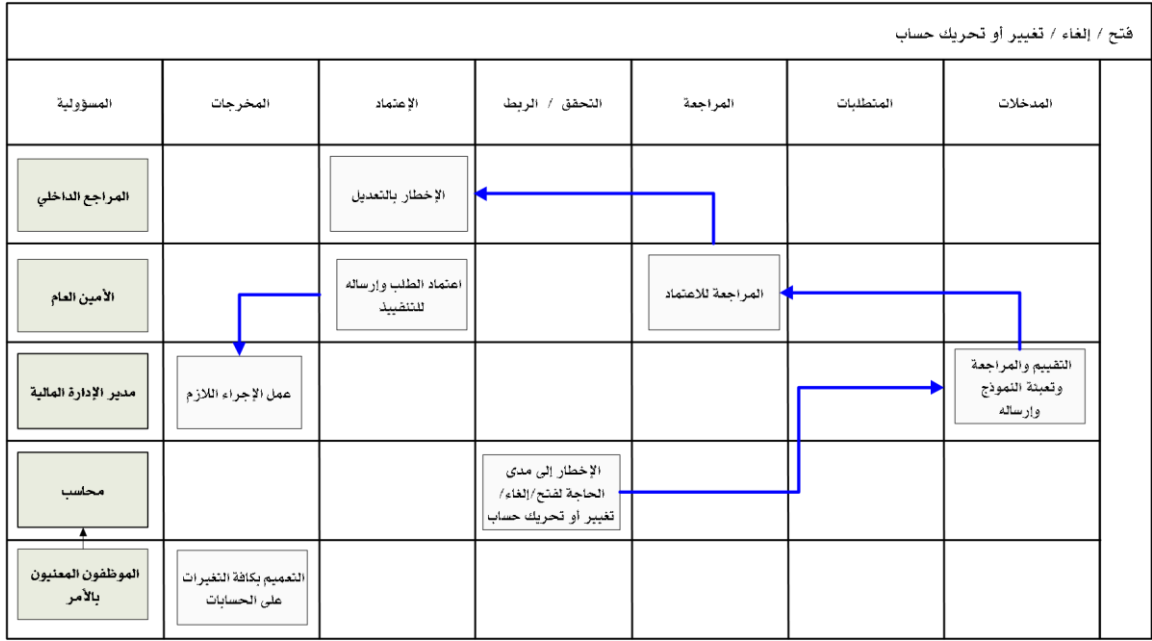 فتح / إلغاء / تغيير أو تحريك حساب
المدخلات
المتطلبات
المراجعة
التحقق / الربط
الإعتماد
المخرجات
المسؤولية
الإخطار بالتعديل
المراجع الداخلي
المراجعة للاعتماد
اعتماد الطلب وإرساله
للتنفييذ
الأمين العام
التقييم والمراجعة
وتعبئة النموذج
وإرساله
عمل الإجراء اللازم
مدير الإدارة المالية
الإخطار إلى مدى
الحاجة لفتح/إلغاء/
تغيير أو تحريك حساب
محاسب
التعميم بكافة التغيرات
على الحسابات
الموظفون المعنيون
بالأمر